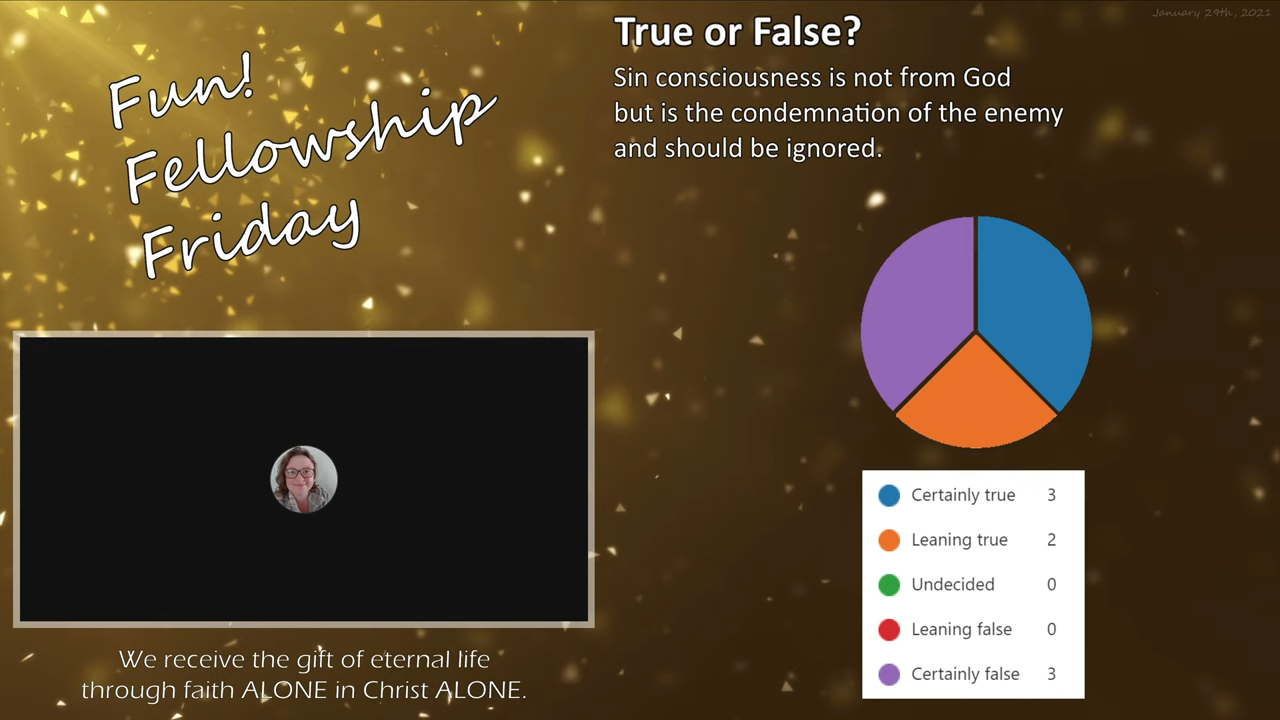 January 29th, 2021
Fun!
Fellowship
Friday
True or False?
Sin consciousness is not from God
but is the condemnation of the enemy
and should be ignored.
Certainly true 3
Leaning true 2
Undecided 0
Leaning false 0
Certainly false 3
We receive the gift of eternal life
through faith ALONE in Christ ALONE.